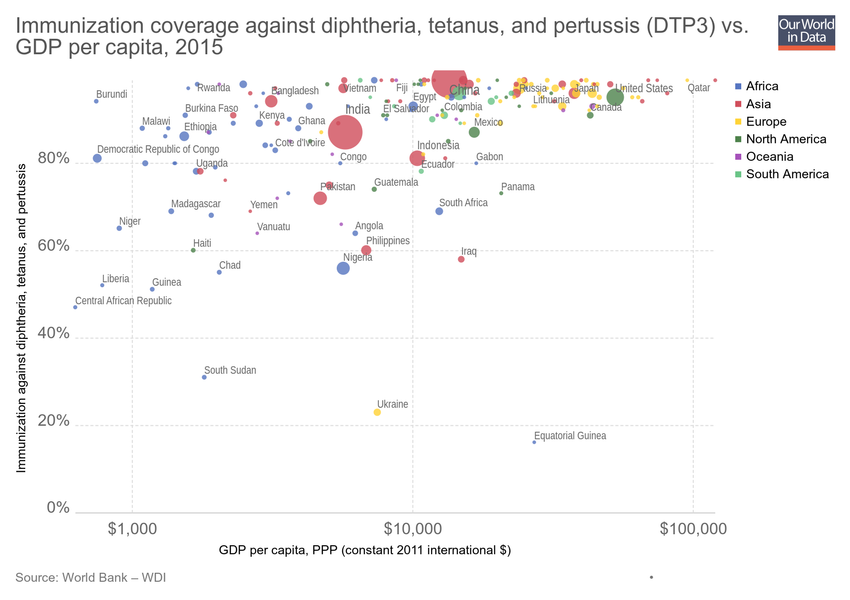 Immunization coverage against diphtheria, tetanus, and pertussis (DTP3) vs.
GDP per capita, 2015
Our World
in Data
Immunization against diphtheria, tetanus, and pertussis
Burundi
Rwanda
Bangladesh
Vietnam
Fiji
China
Russia
Japan
United States
Qatar
Egypt
Lithuania
Burkina Faso
India
El Salvador
Colombia
Canada
Malawi
Kenya
Ethiopia
Ghana
Mexico
Democratic Republic of Congo
Cote d'Ivoire
Indonesia
80%
Uganda
Congo
Ecuador
Gabon
Pakistan
Guatemala
Panama
Madagascar
Yemen
South Africa
Niger
Vanuatu
Angola
60%
Haiti
Philippines
Chad
Nigeria
Iraq
Liberia
Guinea
Central African Republic
40%
South Sudan
20%
Ukraine
Equatorial Guinea
0%
$1,000
$10,000
$100,000
GDP per capita, PPP (constant 2011 international $)
Africa
Asia
Europe
North America
Oceania
South America
Source: World Bank – WDI